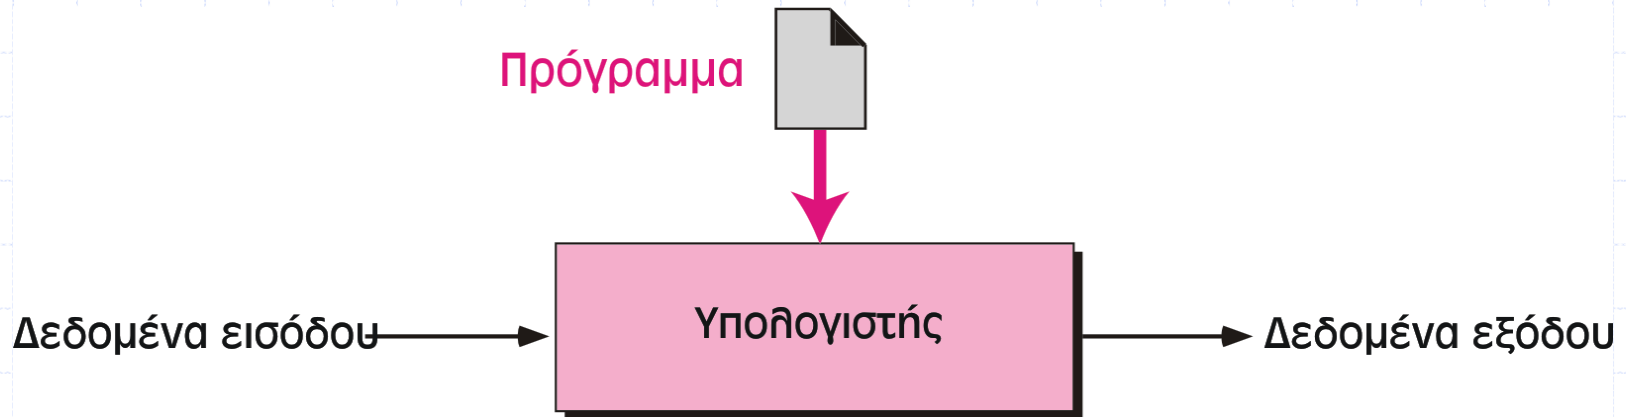 Πρόγραμμα
Δεδομένα εισόδου
Υπολογιστής
Δεδομένα εξόδου